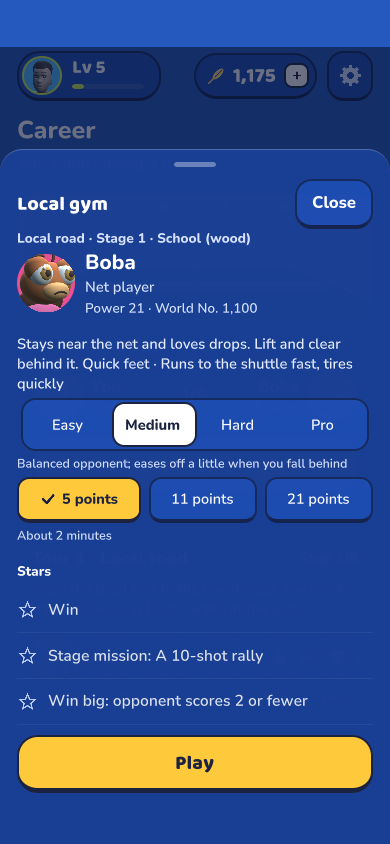 Lv 5
1,175
+
Career
Local gym
Close
Local road · Stage 1 · School (wood)
Boba
Net player
Power 21 · World No. 1,100
Stays near the net and loves drops. Lift and clear
behind it. Quick feet · Runs to the shuttle fast, tires
quickly
Easy
Medium
Hard
Pro
Balanced opponent; eases off a little when you fall behind
5 points
11 points
21 points
About 2 minutes
Stars
Win
Stage mission: A 10-shot rally
Win big: opponent scores 2 or fewer
Play